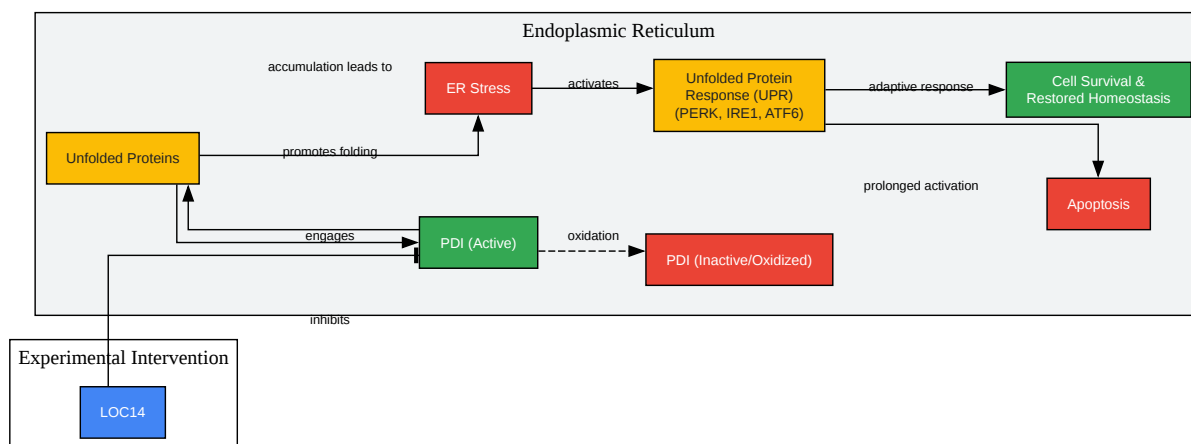 Endoplasmic Reticulum
accumulation leads to
ER Stress
activates
Unfolded Protein
Response (UPR)
(PERK, IRE1, ATF6)
adaptive response
Cell Survival &
Restored Homeostasis
Unfolded Proteins
promotes folding
prolonged activation
Apoptosis
engages
PDI (Active)
oxidation
PDI (Inactive/Oxidized)
inhibits
Experimental Intervention
LOC14